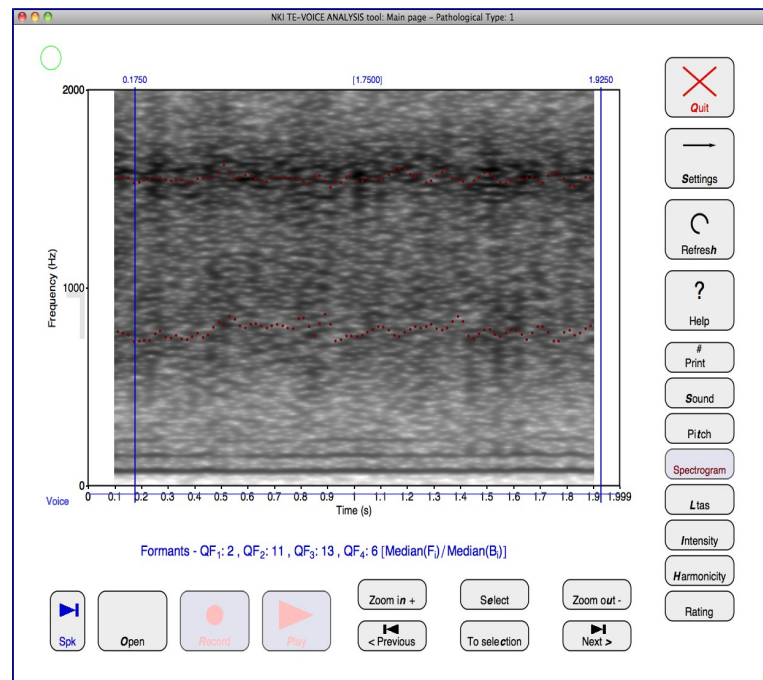 NKI TE-VOICE ANALYSIS tool: Main page - Pathological Type: 1
0.1750 [1.7500] 1.9250
2000
1000
0
Frequency (Hz)
Voice
0 0.1 0.2 0.3 0.4 0.5 0.6 0.7 0.8 0.9 1 1.1 1.2 1.3 1.4 1.5 1.6 1.7 1.8 1.9 1.999
Time (s)
Formants - QF1: 2 , QF2: 11 , QF3: 13 , QF4: 6 [Median(Fi)/Median(Bi)]
Quit
Settings
Refresh
?
Help
#
Print
Sound
Pitch
Spectrogram
Ltas
Intensity
Harmonicity
Rating
Spk
Open
Record
Play
Zoom in +
Select
Zoom out -
< Previous
To selection
Next >